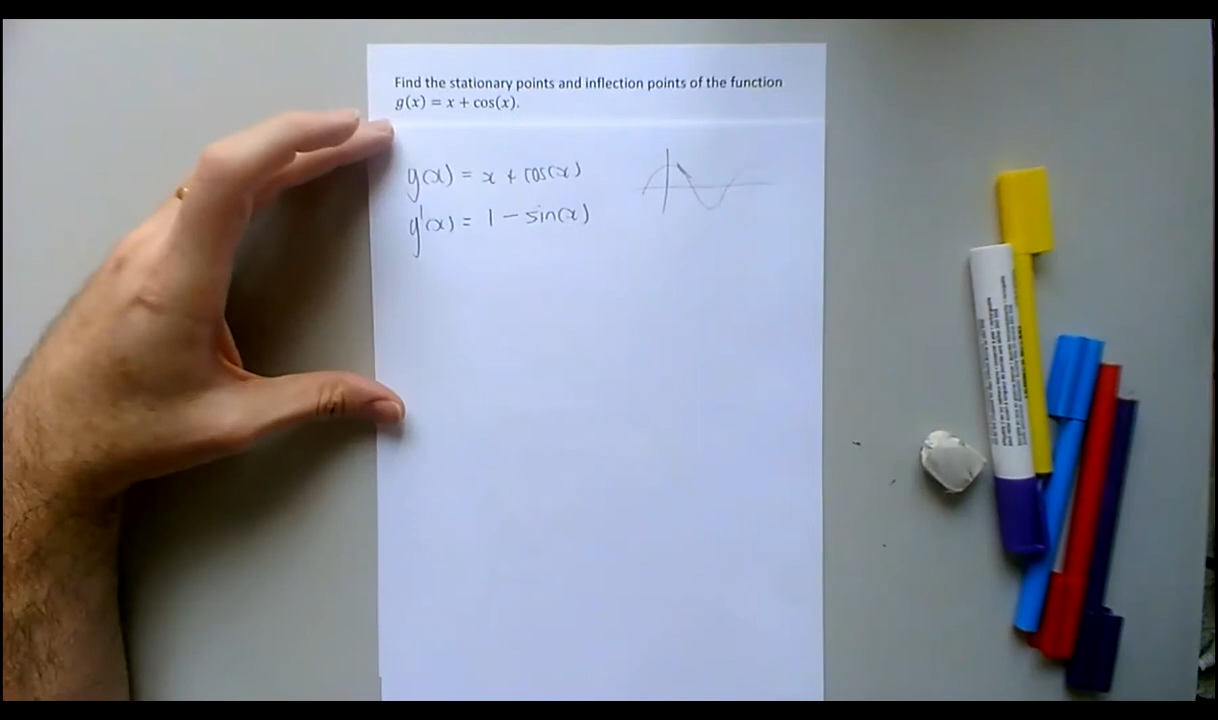 Find the stationary points and inflection points of the function
g(x) = x + cos(x).
g(x) = x + cos(x)
g'(x) = 1 - sin(x)